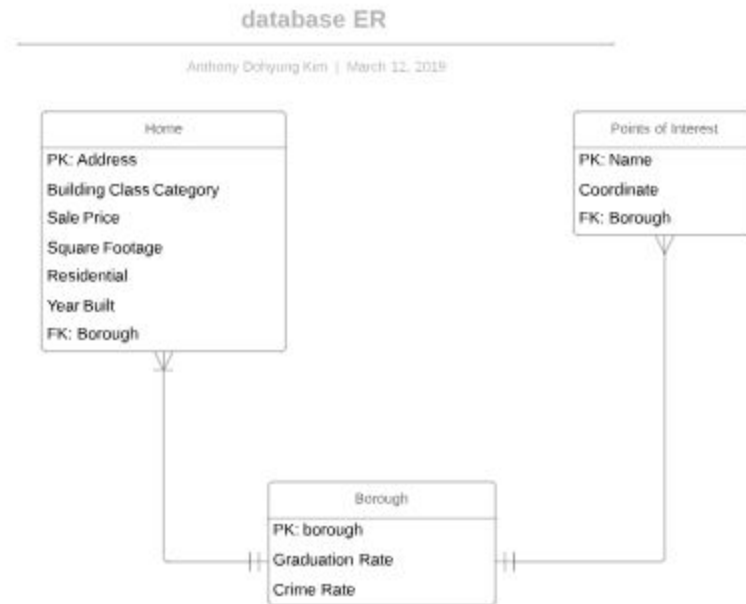 database ER
Anthony Dohyung Kim | March 12, 2019
Home
PK: Address
Building Class Category
Sale Price
Square Footage
Residential
Year Built
FK: Borough
Points of Interest
PK: Name
Coordinate
FK: Borough
Borough
PK: borough
Graduation Rate
Crime Rate